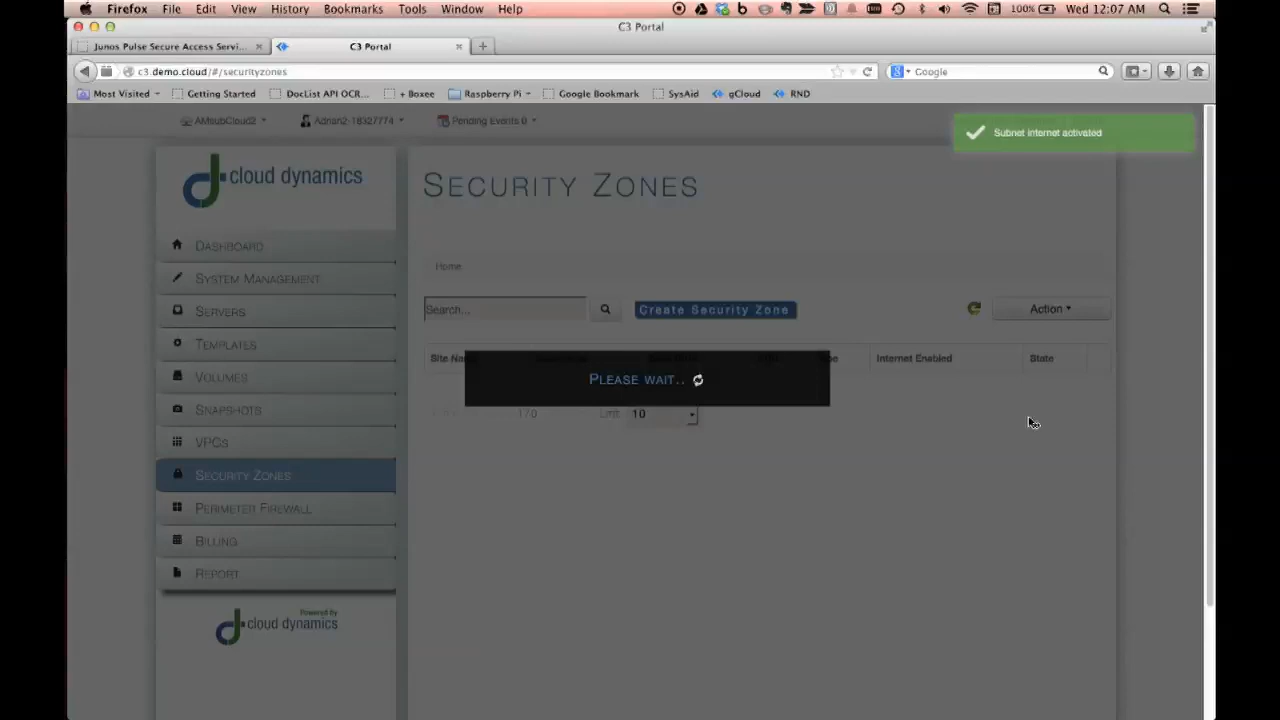 Firefox File Edit View History Bookmarks Tools Window Help 100% Wed 12:07 AM
C3 Portal
Junos Pulse Secure Access Servi... C3 Portal
c3.demo.cloud/#/securityzones Google
Most Visited Getting Started DocList API OCR... + Boxee Raspberry Pi Google Bookmark SysAid gCloud RND
AMsubCloud2 Adnan2-18327774 Pending Events 0
Subnet internet activated
cloud dynamics
Security Zones
Dashboard
System Management
Servers
Templates
Volumes
Snapshots
VPCs
Security Zones
Perimeter Firewall
Billing
Report
Powered by
cloud dynamics
Home
Search... Create Security Zone Action
Site Na Internet Enabled State
Please wait..
170 Limit 10